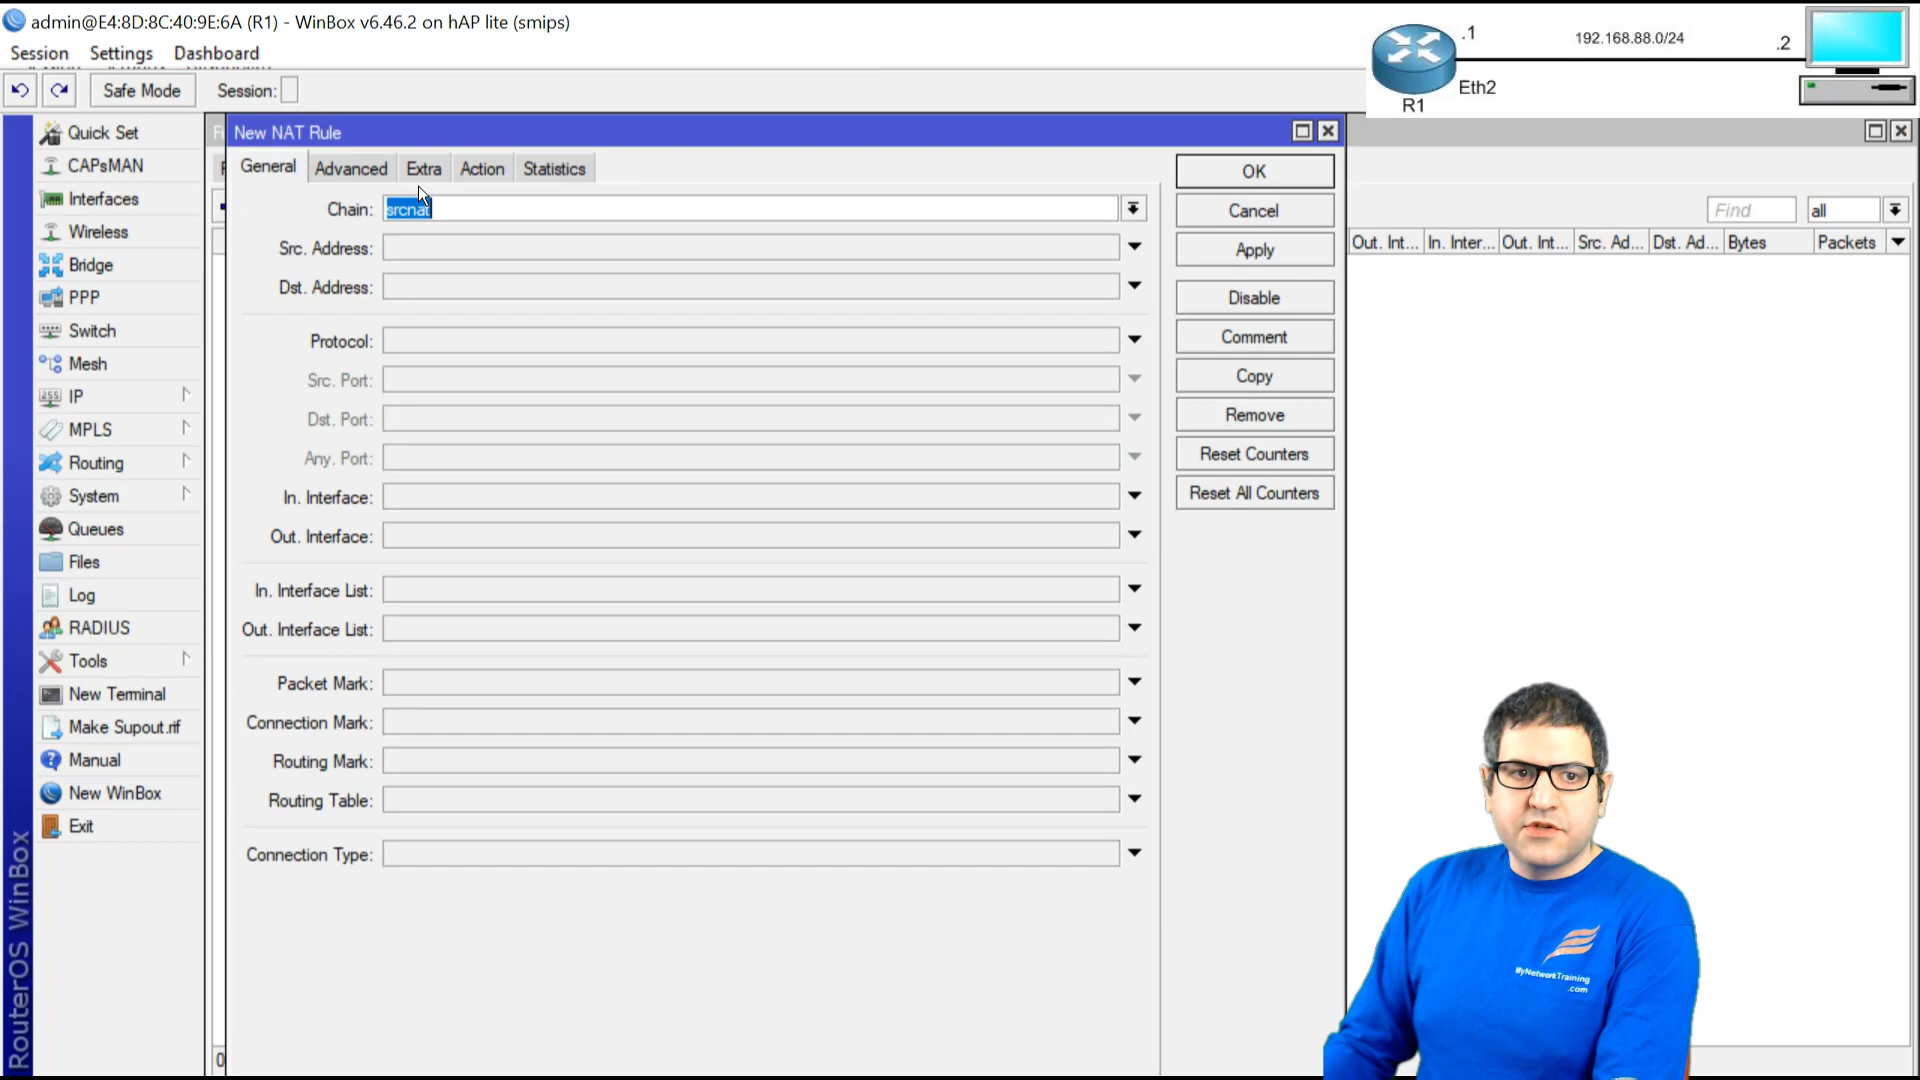 admin@E4:8D:8C:40:9E:6A (R1) - WinBox v6.46.2 on hAP lite (smips)
Session Settings Dashboard
Safe Mode Session:
.1 192.168.88.0/24 .2
Eth2
R1
Quick Set
CAPsMAN
Interfaces
Wireless
Bridge
PPP
Switch
Mesh
IP
MPLS
Routing
System
Queues
Files
Log
RADIUS
Tools
New Terminal
Make Supout.rif
Manual
New WinBox
Exit
RouterOS WinBox
New NAT Rule
General Advanced Extra Action Statistics
Chain: srcnat
Src. Address:
Dst. Address:
Protocol:
Src. Port:
Dst. Port:
Any. Port:
In. Interface:
Out. Interface:
In. Interface List:
Out. Interface List:
Packet Mark:
Connection Mark:
Routing Mark:
Routing Table:
Connection Type:
OK
Cancel
Apply
Disable
Comment
Copy
Remove
Reset Counters
Reset All Counters
Find all
Out. Int... In. Inter... Out. Int... Src. Ad... Dst. Ad... Bytes Packets
0
MyNetworkTraining
.com